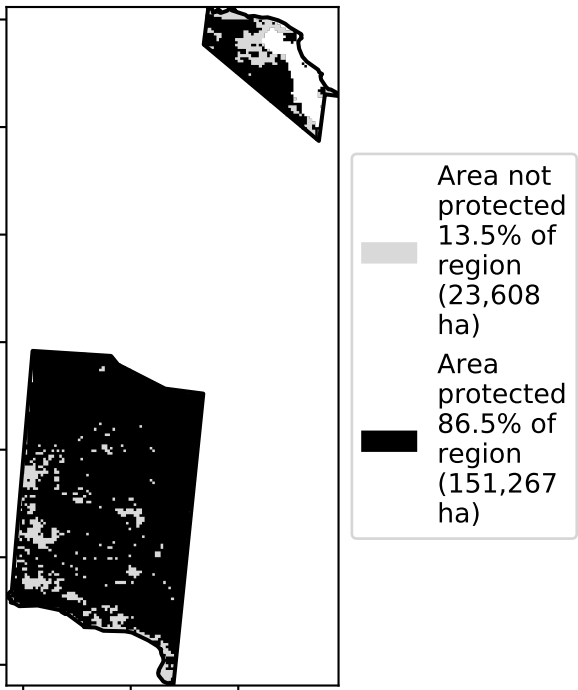 Area not
protected
13.5% of
region
(23,608
ha)
Area
protected
86.5% of
region
(151,267
ha)